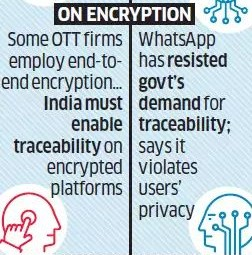 ON ENCRYPTION
Some OTT firms
employ end-to-
end encryption...
India must
enable
traceability on
encrypted
platforms
WhatsApp
has resisted
govt's
demand for
traceability;
says it
violates
users'
privacy